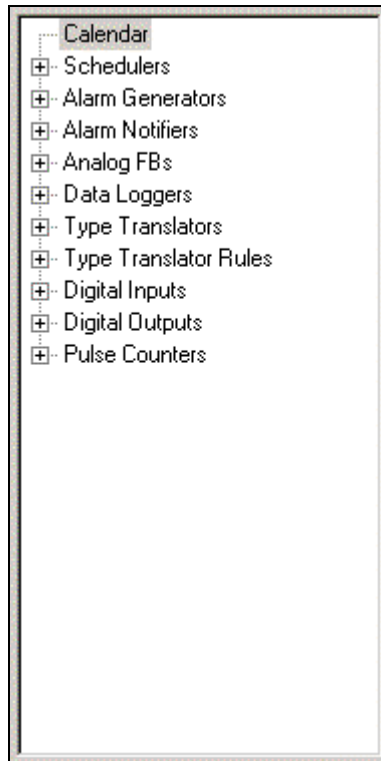 Calendar
Schedulers
Alarm Generators
Alarm Notifiers
Analog FBs
Data Loggers
Type Translators
Type Translator Rules
Digital Inputs
Digital Outputs
Pulse Counters